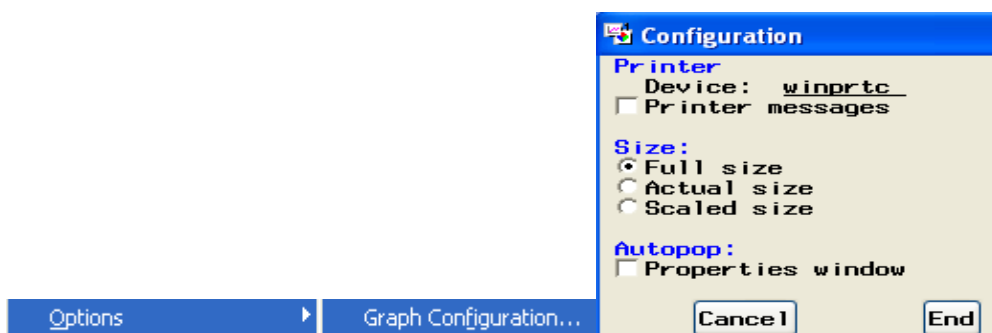 Configuration
Printer
Device: winprtc
Printer messages
Size:
Full size
Actual size
Scaled size
Autopop:
Properties window
Options Graph Configuration... Cancel End